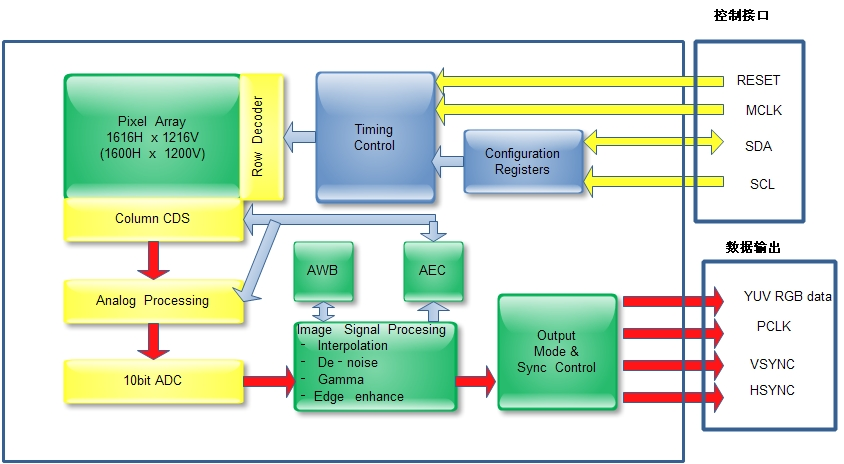 控制接口
Pixel Array
1616H x 1216V
(1600H x 1200V)
Row Decoder
Timing
Control
Configuration
Registers
RESET
MCLK
SDA
SCL
Column CDS
数据输出
AWB
AEC
Analog Processing
Image Signal Procesing
- Interpolation
- De-noise
- Gamma
-Edge enhance
10bit ADC
Output
Mode &
Sync Control
YUV RGB data
PCLK
VSYNC
HSYNC